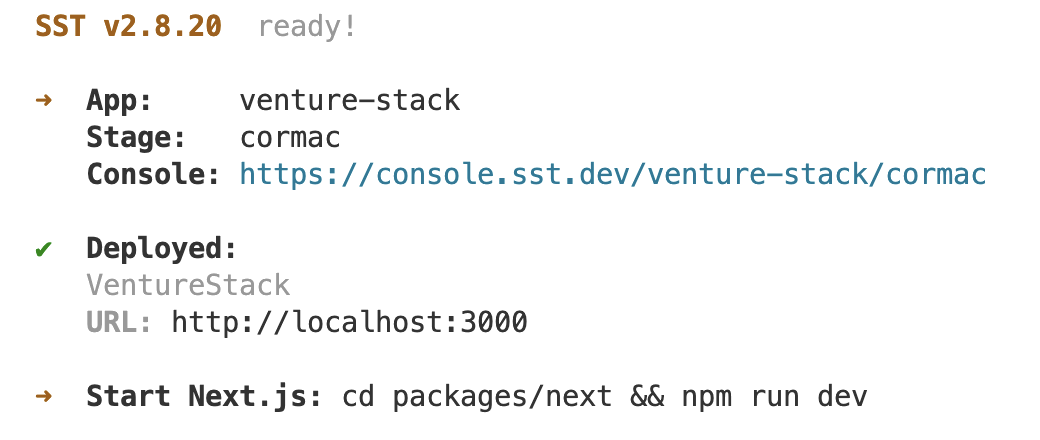 SST v2.8.20 ready!
➜ App: venture-stack
Stage: cormac
Console: https://console.sst.dev/venture-stack/cormac
✔ Deployed:
VentureStack
URL: http://localhost:3000
➜ Start Next.js: cd packages/next && npm run dev